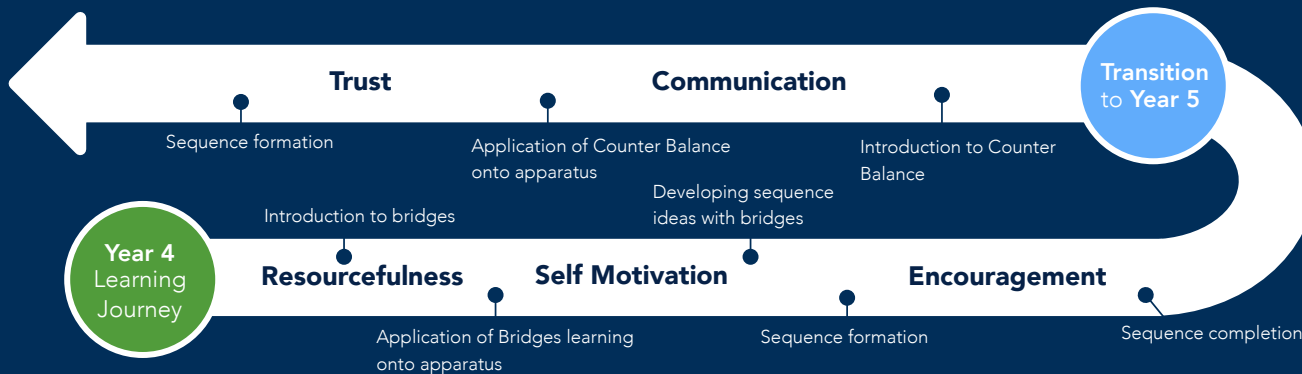 Trust
Communication
Transition
to Year 5
Sequence formation
Application of Counter Balance
onto apparatus
Introduction to Counter
Balance
Introduction to bridges
Developing sequence
ideas with bridges
Year 4
Learning
Journey
Resourcefulness
Self Motivation
Encouragement
Application of Bridges learning
onto apparatus
Sequence formation
Sequence completion